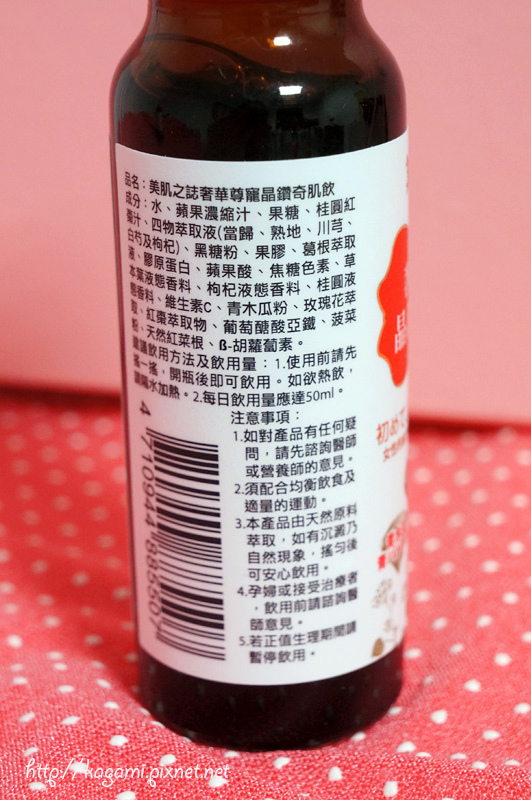 品名：美肌之誌奢華尊寵晶鑽奇肌飲
成分：水、蘋果濃縮汁、果糖、桂圓紅
棗汁、四物萃取液(當歸、熟地、川芎、
白芍及枸杞)、黑糖粉、果膠、葛根萃取
液、膠原蛋白、蘋果酸、焦糖色素、草
本葉液態香料、枸杞液態香料、桂圓液
態香料、維生素C、青木瓜粉、玫瑰花萃
取、紅棗萃取物、葡萄醣酸亞鐵、菠菜
粉、天然紅菜根、ß-胡蘿蔔素。
建議飲用方法及飲用量：1.使用前請先
搖一搖，開瓶後即可飲用。如欲熱飲，
請隔水加熱。2.每日飲用量應達50ml。
注意事項：
1.如對產品有任何疑
問，請先諮詢醫師
或營養師的意見。
2.須配合均衡飲食及
適量的運動。
3.本產品由天然原料
萃取，如有沉澱乃
自然現象，搖勻後
可安心飲用。
4.孕婦或接受治療者
，飲用前請諮詢醫
師意見。
5.若正值生理期間請
暫停飲用。
4 710944 885507
初めて
女性
http://kagami.pixnet.net